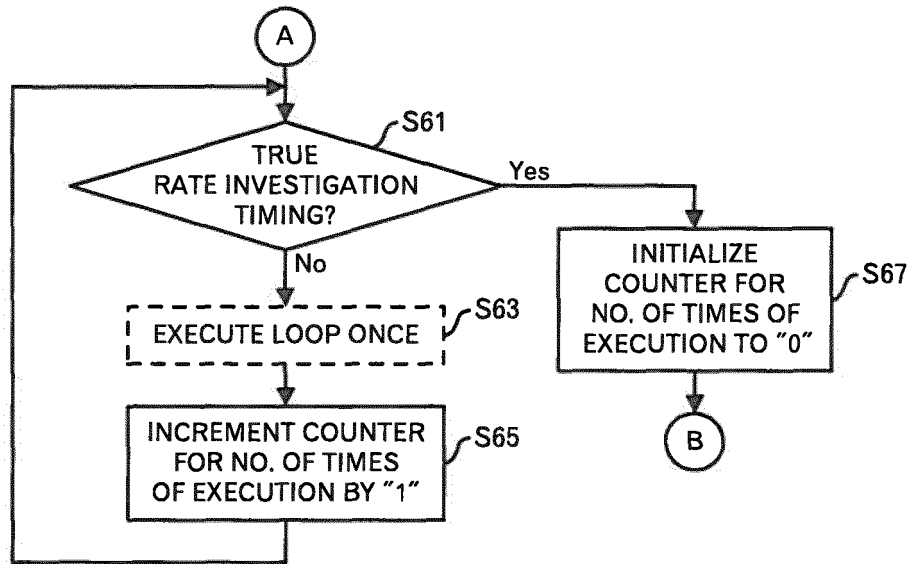 A
S61
TRUE
RATE INVESTIGATION
TIMING?
Yes
No
S63
EXECUTE LOOP ONCE
S65
INCREMENT COUNTER
FOR NO. OF TIMES
OF EXECUTION BY "1"
INITIALIZE
COUNTER FOR
NO. OF TIMES OF
EXECUTION TO "0"
S67
B